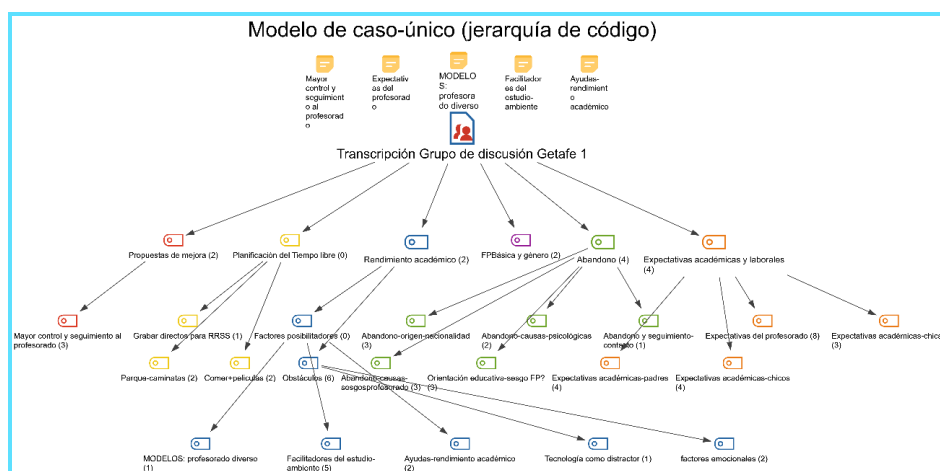 Modelo de caso-único (jerarquía de código)
Mayor
control y
seguimient
o al
profesorad
o
Expectativ
as del
profesorad
o
MODELO
S:
profesora
do diverso
Facilitador
es del
estudio-
ambiente
Ayudas-
rendimient
o
académico
Transcripción Grupo de discusión Getafe 1
Propuestas de mejora (2)
Planificación del Tiempo libre (0)
Rendimiento académico (2)
FPBásica y género (2)
Abandono (4)
Expectativas académicas y laborales
(4)
Mayor control y seguimiento al
profesorado (3)
Grabar directos para RRSS (1)
Factores posibilitadores (0)
Abandono-origen-nacionalidad
(3)
Abandono-causas-psicológicas
(2)
Abandono y seguimiento-
contexto (1)
Expectativas del profesorado (8)
Expectativas académicas-chicas
(3)
Parque-caminatas (2)
Comer+películas (2)
Obstáculos (6)
Abandono-causas-
sesgosprofesorado (3)
Orientación educativa-sesgo FP?
(3)
Expectativas académicas-padres
(4)
Expectativas académicas-chicos
(4)
MODELOS: profesorado diverso
(1)
Facilitadores del estudio-
ambiento (5)
Ayudas-rendimiento académico
(2)
Tecnología como distractor (1)
factores emocionales (2)